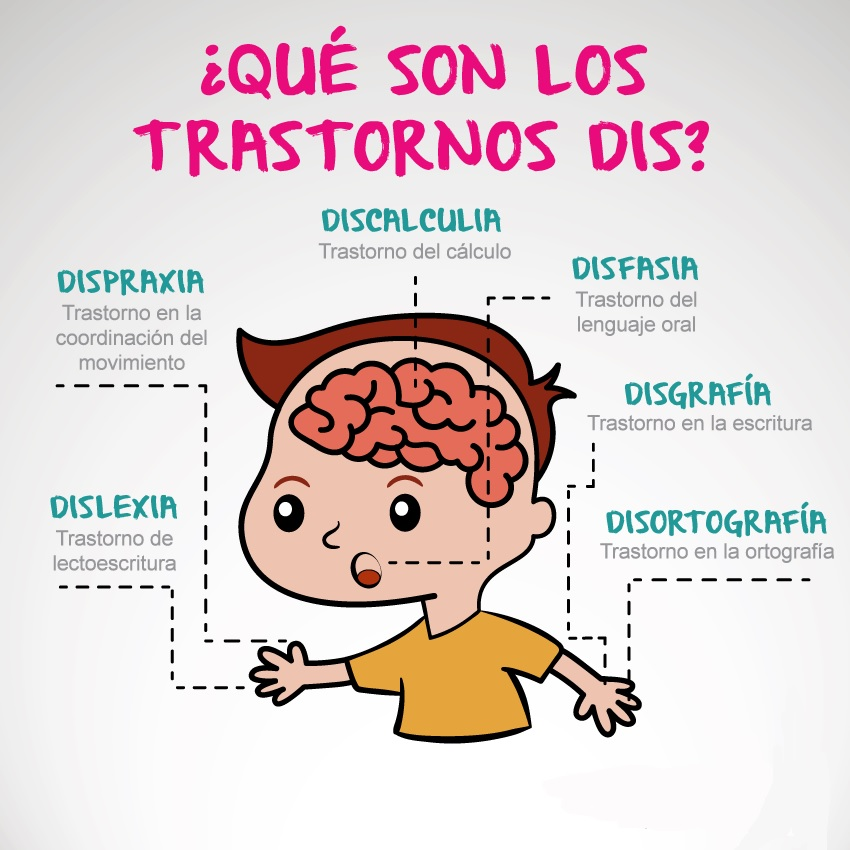 ¿QUÉ SON LOS
TRASTORNOS DIS?
DISCALCULIA
Trastorno del cálculo
DISPRAXIA
Trastorno en la
coordinación del
movimiento
DISFASIA
Trastorno del
lenguaje oral
DISGRAFÍA
Trastorno en la escritura
DISLEXIA
Trastorno de
lectoescritura
DISORTOGRAFÍA
Trastorno en la ortografía